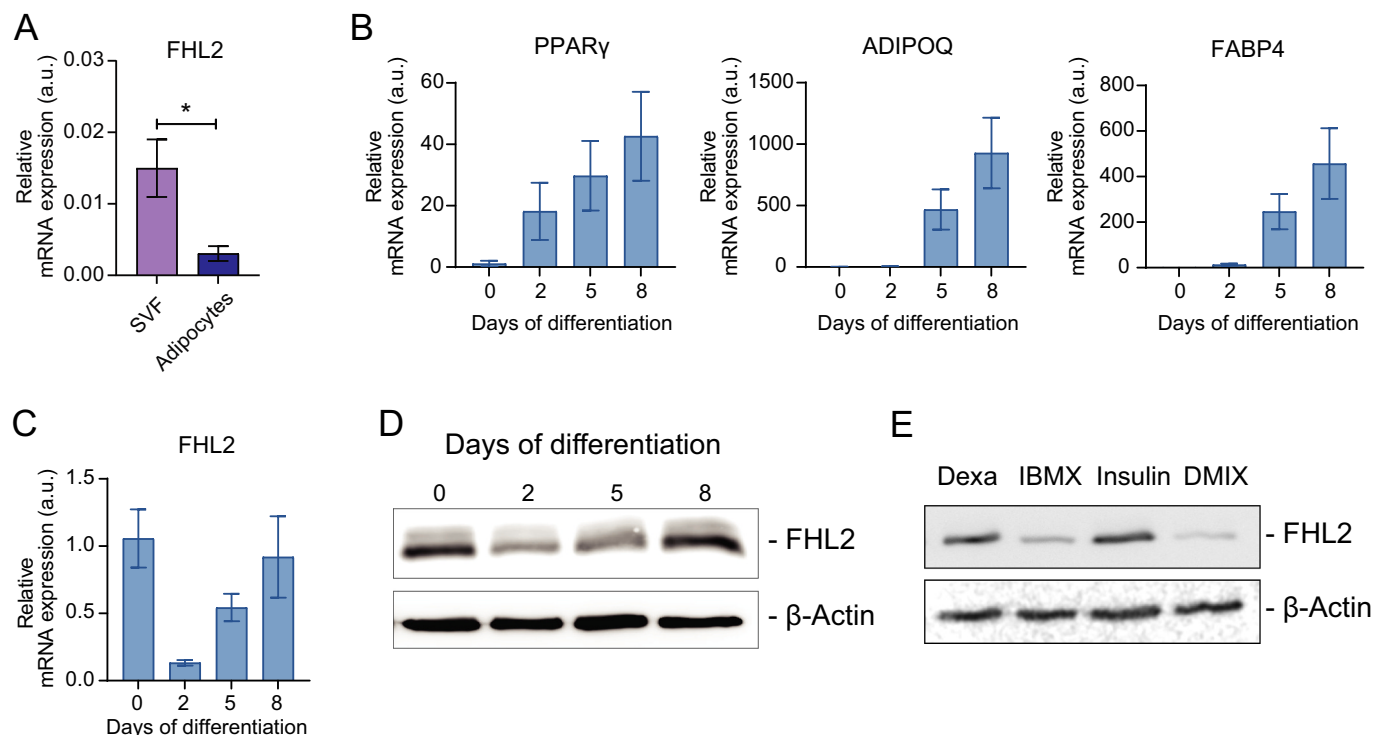 A
FHL2
Relative
mRNA expression (a.u.)
0.03
0.02
0.01
0.00
*
SVF
Adipocytes
B
PPARγ
Relative
mRNA expression (a.u.)
60
40
20
0
0 2 5 8
Days of differentiation
ADIPOQ
Relative
mRNA expression (a.u.)
1500
1000
500
0
0 2 5 8
Days of differentiation
FABP4
Relative
mRNA expression (a.u.)
800
600
400
200
0
0 2 5 8
Days of differentiation
C
FHL2
Relative
mRNA expression (a.u.)
1.5
1.0
0.5
0.0
0 2 5 8
Days of differentiation
D
Days of differentiation
0 2 5 8
- FHL2
- β-Actin
E
Dexa IBMX Insulin DMIX
- FHL2
- β-Actin